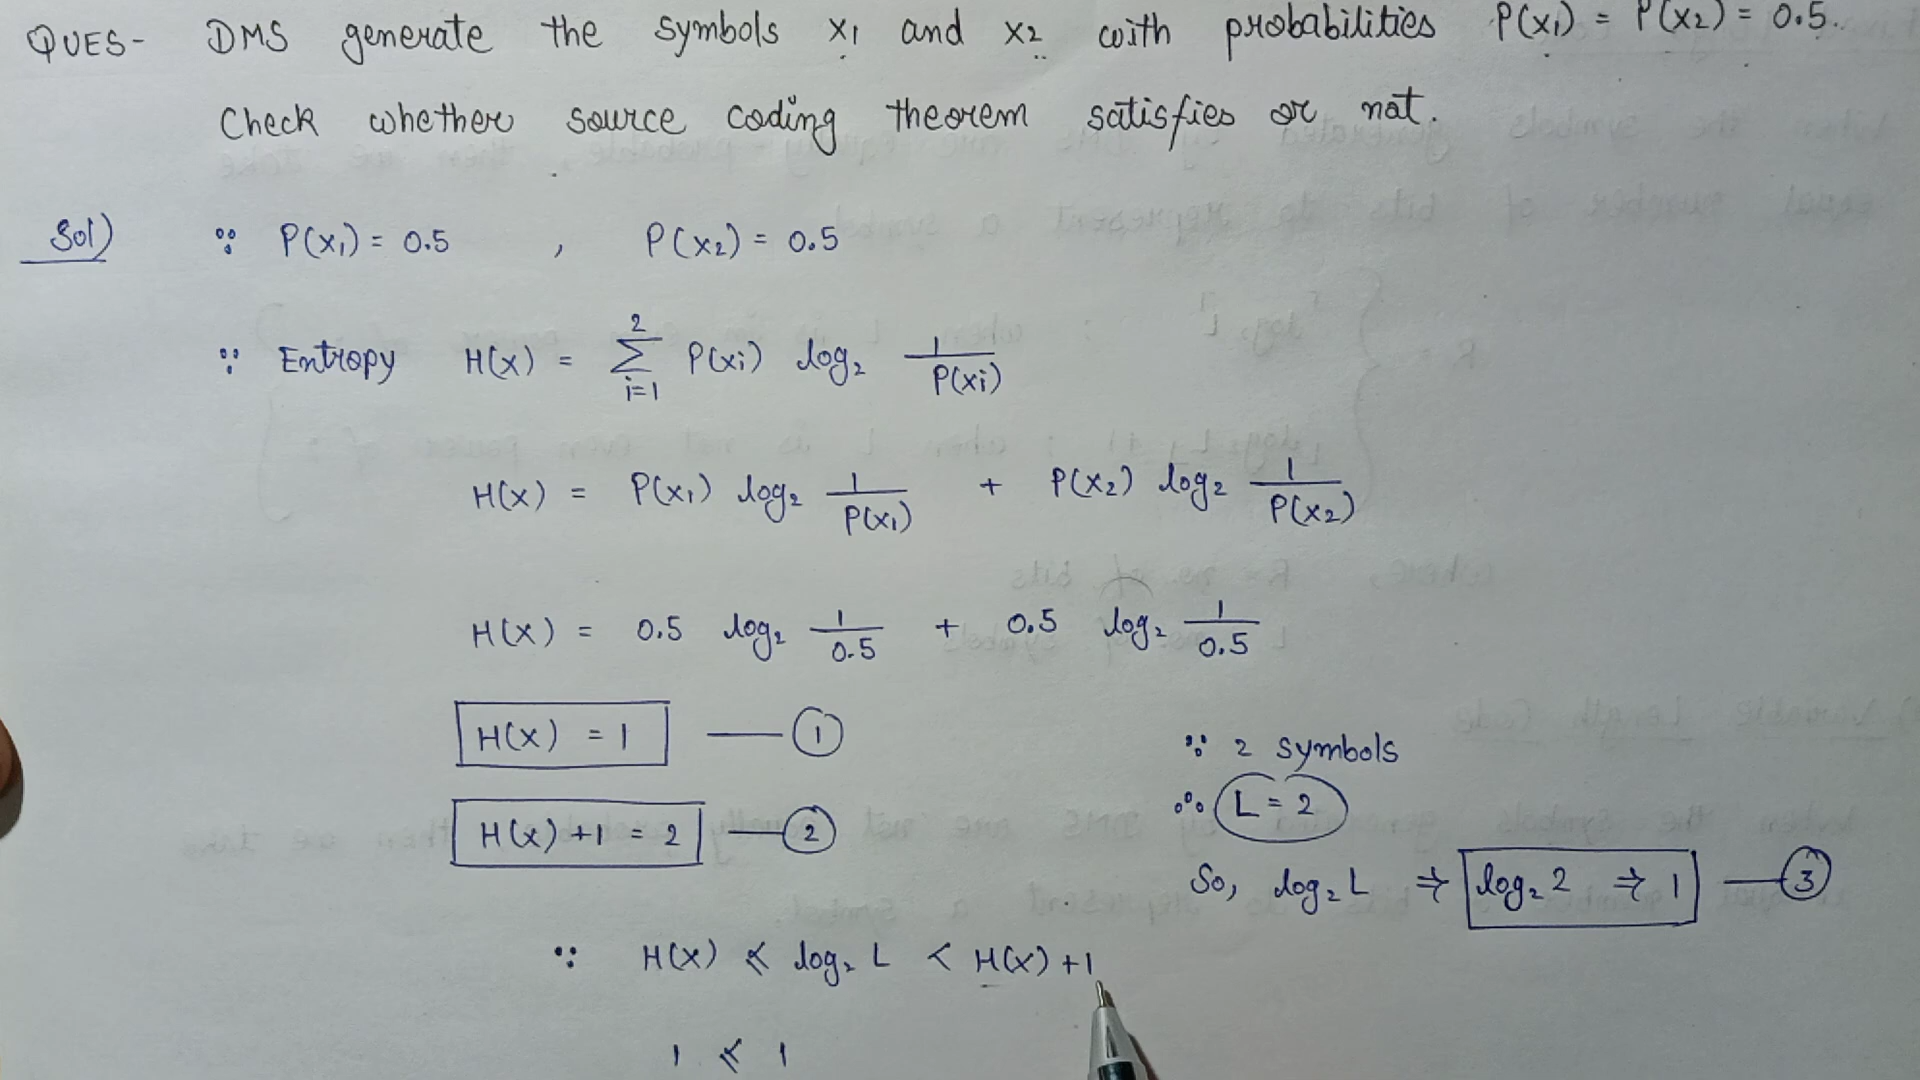 QUES- DMS generate the symbols x₁ and x₂ with probabilities P(x₁) = P(x₂) = 0.5.
Check whether source coding theorem satisfies or not.
Sol) ∵ P(x₁) = 0.5 , P(x₂) = 0.5
∵ Entropy H(X) = Σ_{i=1}^{2} P(xi) log₂ 1/P(xi)
H(X) = P(x₁) log₂ 1/P(x₁) + P(x₂) log₂ 1/P(x₂)
H(X) = 0.5 log₂ 1/0.5 + 0.5 log₂ 1/0.5
H(X) = 1 — 1
∵ 2 symbols
∴ L = 2
H(X) + 1 = 2 — 2
So, log₂ L ⇒ log₂ 2 ⇒ 1 — 3
∵ H(X) ≤ log₂ L < H(X) + 1
1 ≤ 1